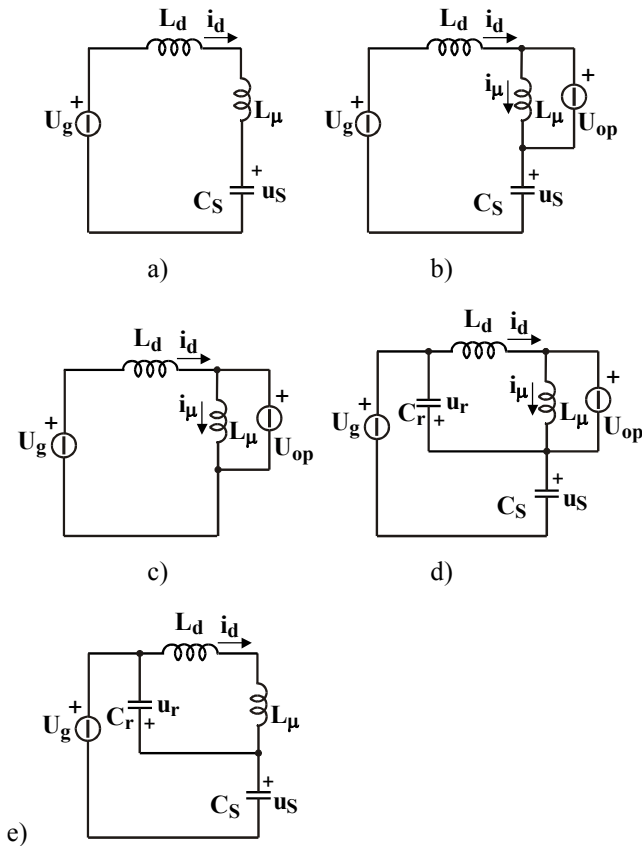 Ld id
+
Ug
Lμ
+
CS uS
a)
Ld id
+
Ug
iμ
Lμ
+
Uop
+
CS uS
b)
Ld id
+
Ug
iμ
Lμ
+
Uop
c)
Ld id
+
Ug
Cr ur
+
iμ
Lμ
+
Uop
+
CS uS
d)
Ld id
+
Ug
Cr ur
+
Lμ
+
CS uS
e)